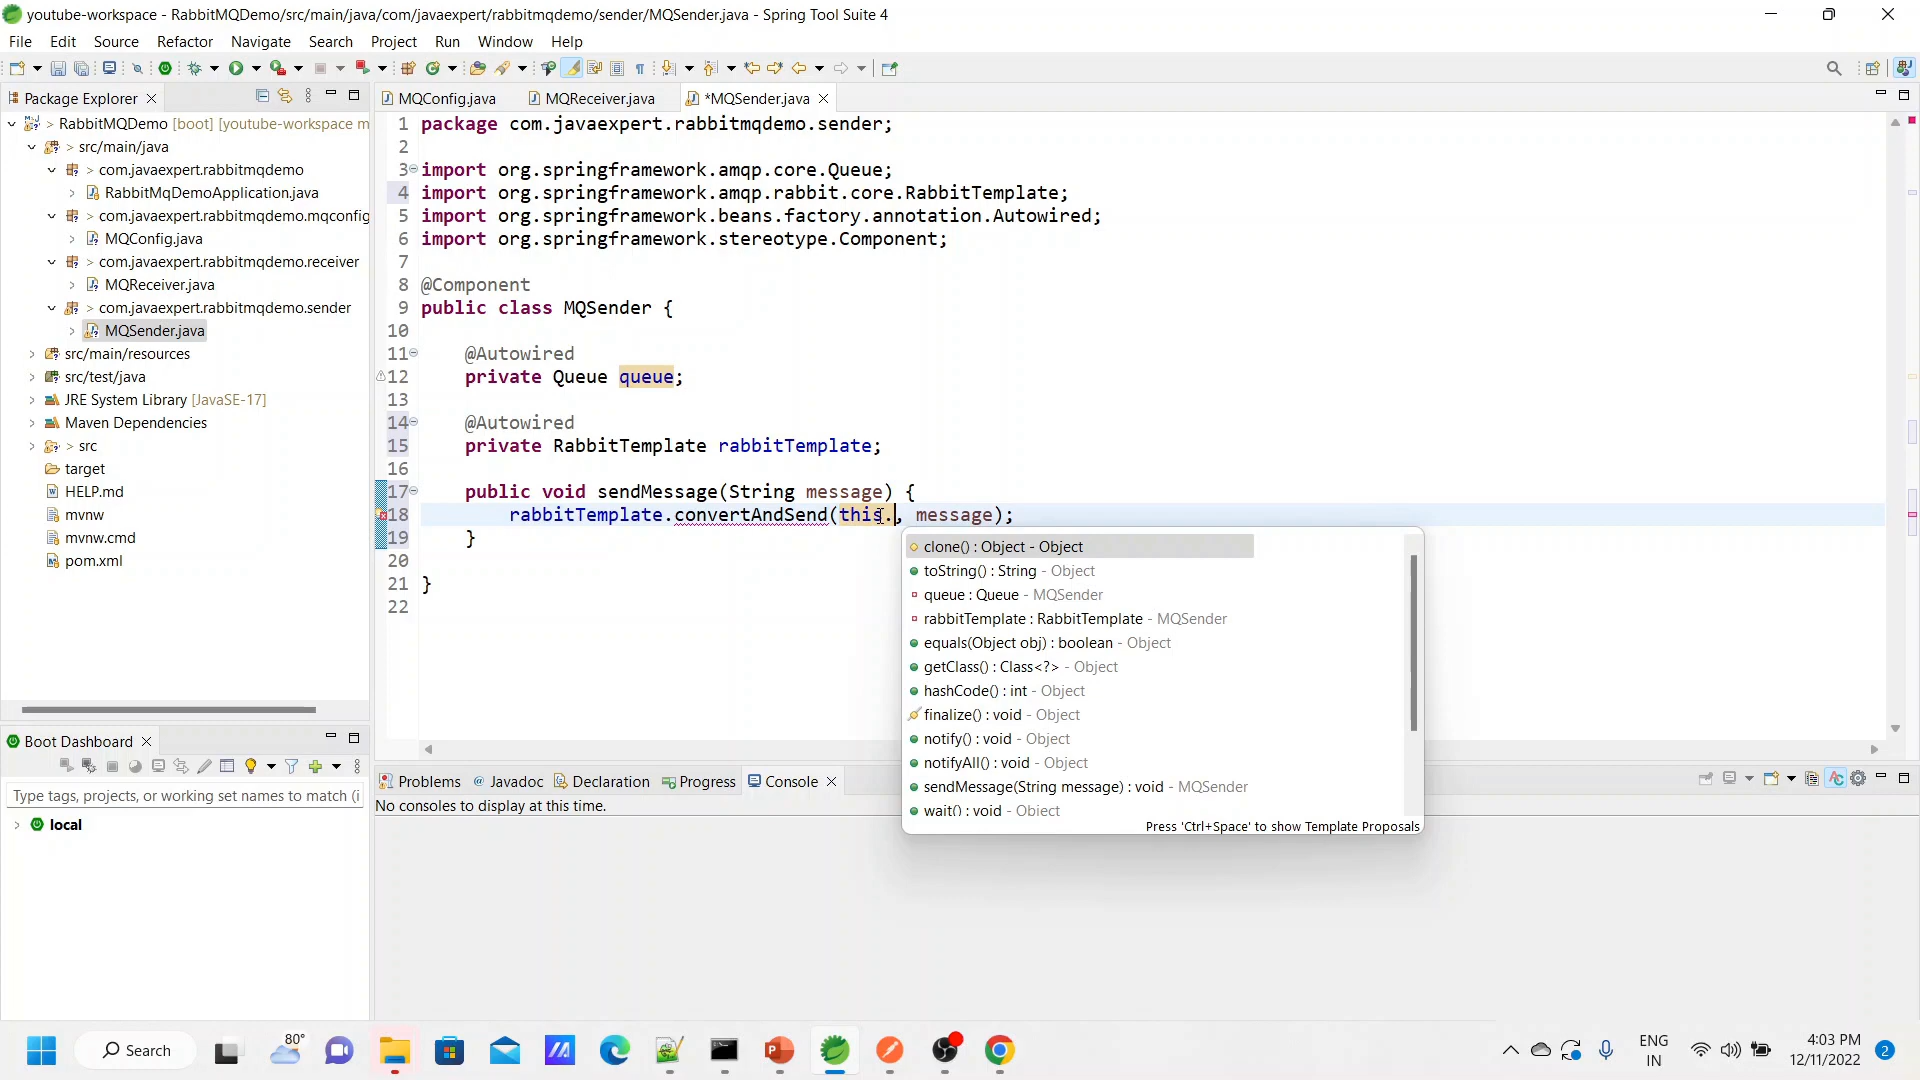 youtube-workspace - RabbitMQDemo/src/main/java/com/javaexpert/rabbitmqdemo/sender/MQSender.java - Spring Tool Suite 4
File Edit Source Refactor Navigate Search Project Run Window Help
Package Explorer
RabbitMQDemo [boot] [youtube-workspace m
src/main/java
com.javaexpert.rabbitmqdemo
RabbitMqDemoApplication.java
com.javaexpert.rabbitmqdemo.mqconfig
MQConfig.java
com.javaexpert.rabbitmqdemo.receiver
MQReceiver.java
com.javaexpert.rabbitmqdemo.sender
MQSender.java
src/main/resources
src/test/java
JRE System Library [JavaSE-17]
Maven Dependencies
src
target
HELP.md
mvnw
mvnw.cmd
pom.xml
MQConfig.java MQReceiver.java *MQSender.java
1 package com.javaexpert.rabbitmqdemo.sender;
2
3 import org.springframework.amqp.core.Queue;
4 import org.springframework.amqp.rabbit.core.RabbitTemplate;
5 import org.springframework.beans.factory.annotation.Autowired;
6 import org.springframework.stereotype.Component;
7
8 @Component
9 public class MQSender {
10
11 @Autowired
12 private Queue queue;
13
14 @Autowired
15 private RabbitTemplate rabbitTemplate;
16
17 public void sendMessage(String message) {
18 rabbitTemplate.convertAndSend(this., message);
19 }
20
21 }
22
clone() : Object - Object
toString() : String - Object
queue : Queue - MQSender
rabbitTemplate : RabbitTemplate - MQSender
equals(Object obj) : boolean - Object
getClass() : Class<?> - Object
hashCode() : int - Object
finalize() : void - Object
notify() : void - Object
notifyAll() : void - Object
sendMessage(String message) : void - MQSender
wait() : void - Object
Press 'Ctrl+Space' to show Template Proposals
Boot Dashboard
Type tags, projects, or working set names to match (i
local
Problems @ Javadoc Declaration Progress Console
No consoles to display at this time.
Search
80°
ENG
IN
4:03 PM
12/11/2022
2